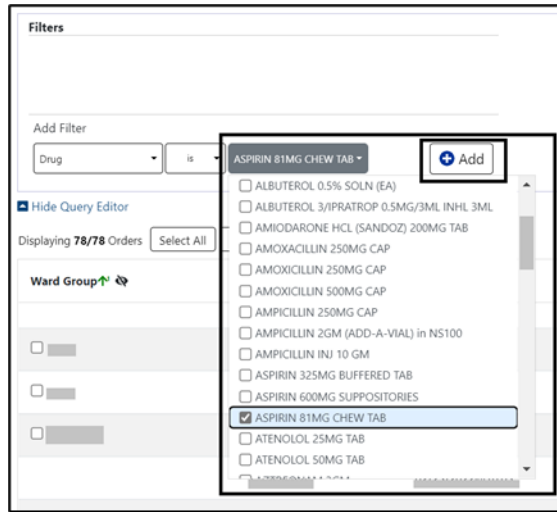 Filters
Add Filter
Drug is ASPIRIN 81MG CHEW TAB Add
ALBUTEROL 0.5% SOLN (EA)
Hide Query Editor
ALBUTEROL 3/IPRATROP 0.5MG/3ML INHL 3ML
AMIODARONE HCL (SANDOZ) 200MG TAB
Displaying 78/78 Orders Select All
AMOXACILLIN 250MG CAP
AMOXICILLIN 250MG CAP
Ward Group
AMOXICILLIN 500MG CAP
AMPICILLIN 250MG CAP
AMPICILLIN 2GM (ADD-A-VIAL) in NS100
AMPICILLIN INJ 10 GM
ASPIRIN 325MG BUFFERED TAB
ASPIRIN 600MG SUPPOSITORIES
ASPIRIN 81MG CHEW TAB
ATENOLOL 25MG TAB
ATENOLOL 50MG TAB